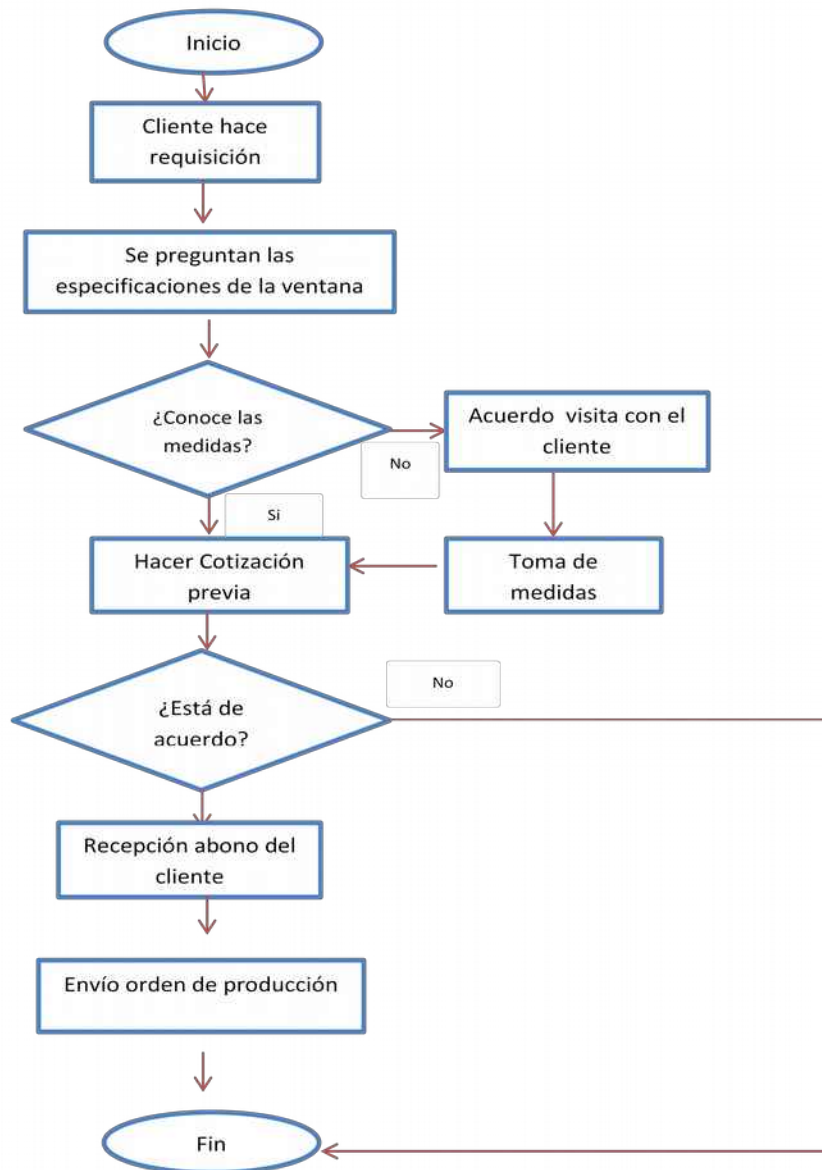 Inicio
Cliente hace
requisición
Se preguntan las
especificaciones de la ventana
¿Conoce las
medidas?
No
Acuerdo visita con el
cliente
Si
Hacer Cotización
previa
Toma de
medidas
¿Está de
acuerdo?
No
Recepción abono del
cliente
Envío orden de producción
Fin